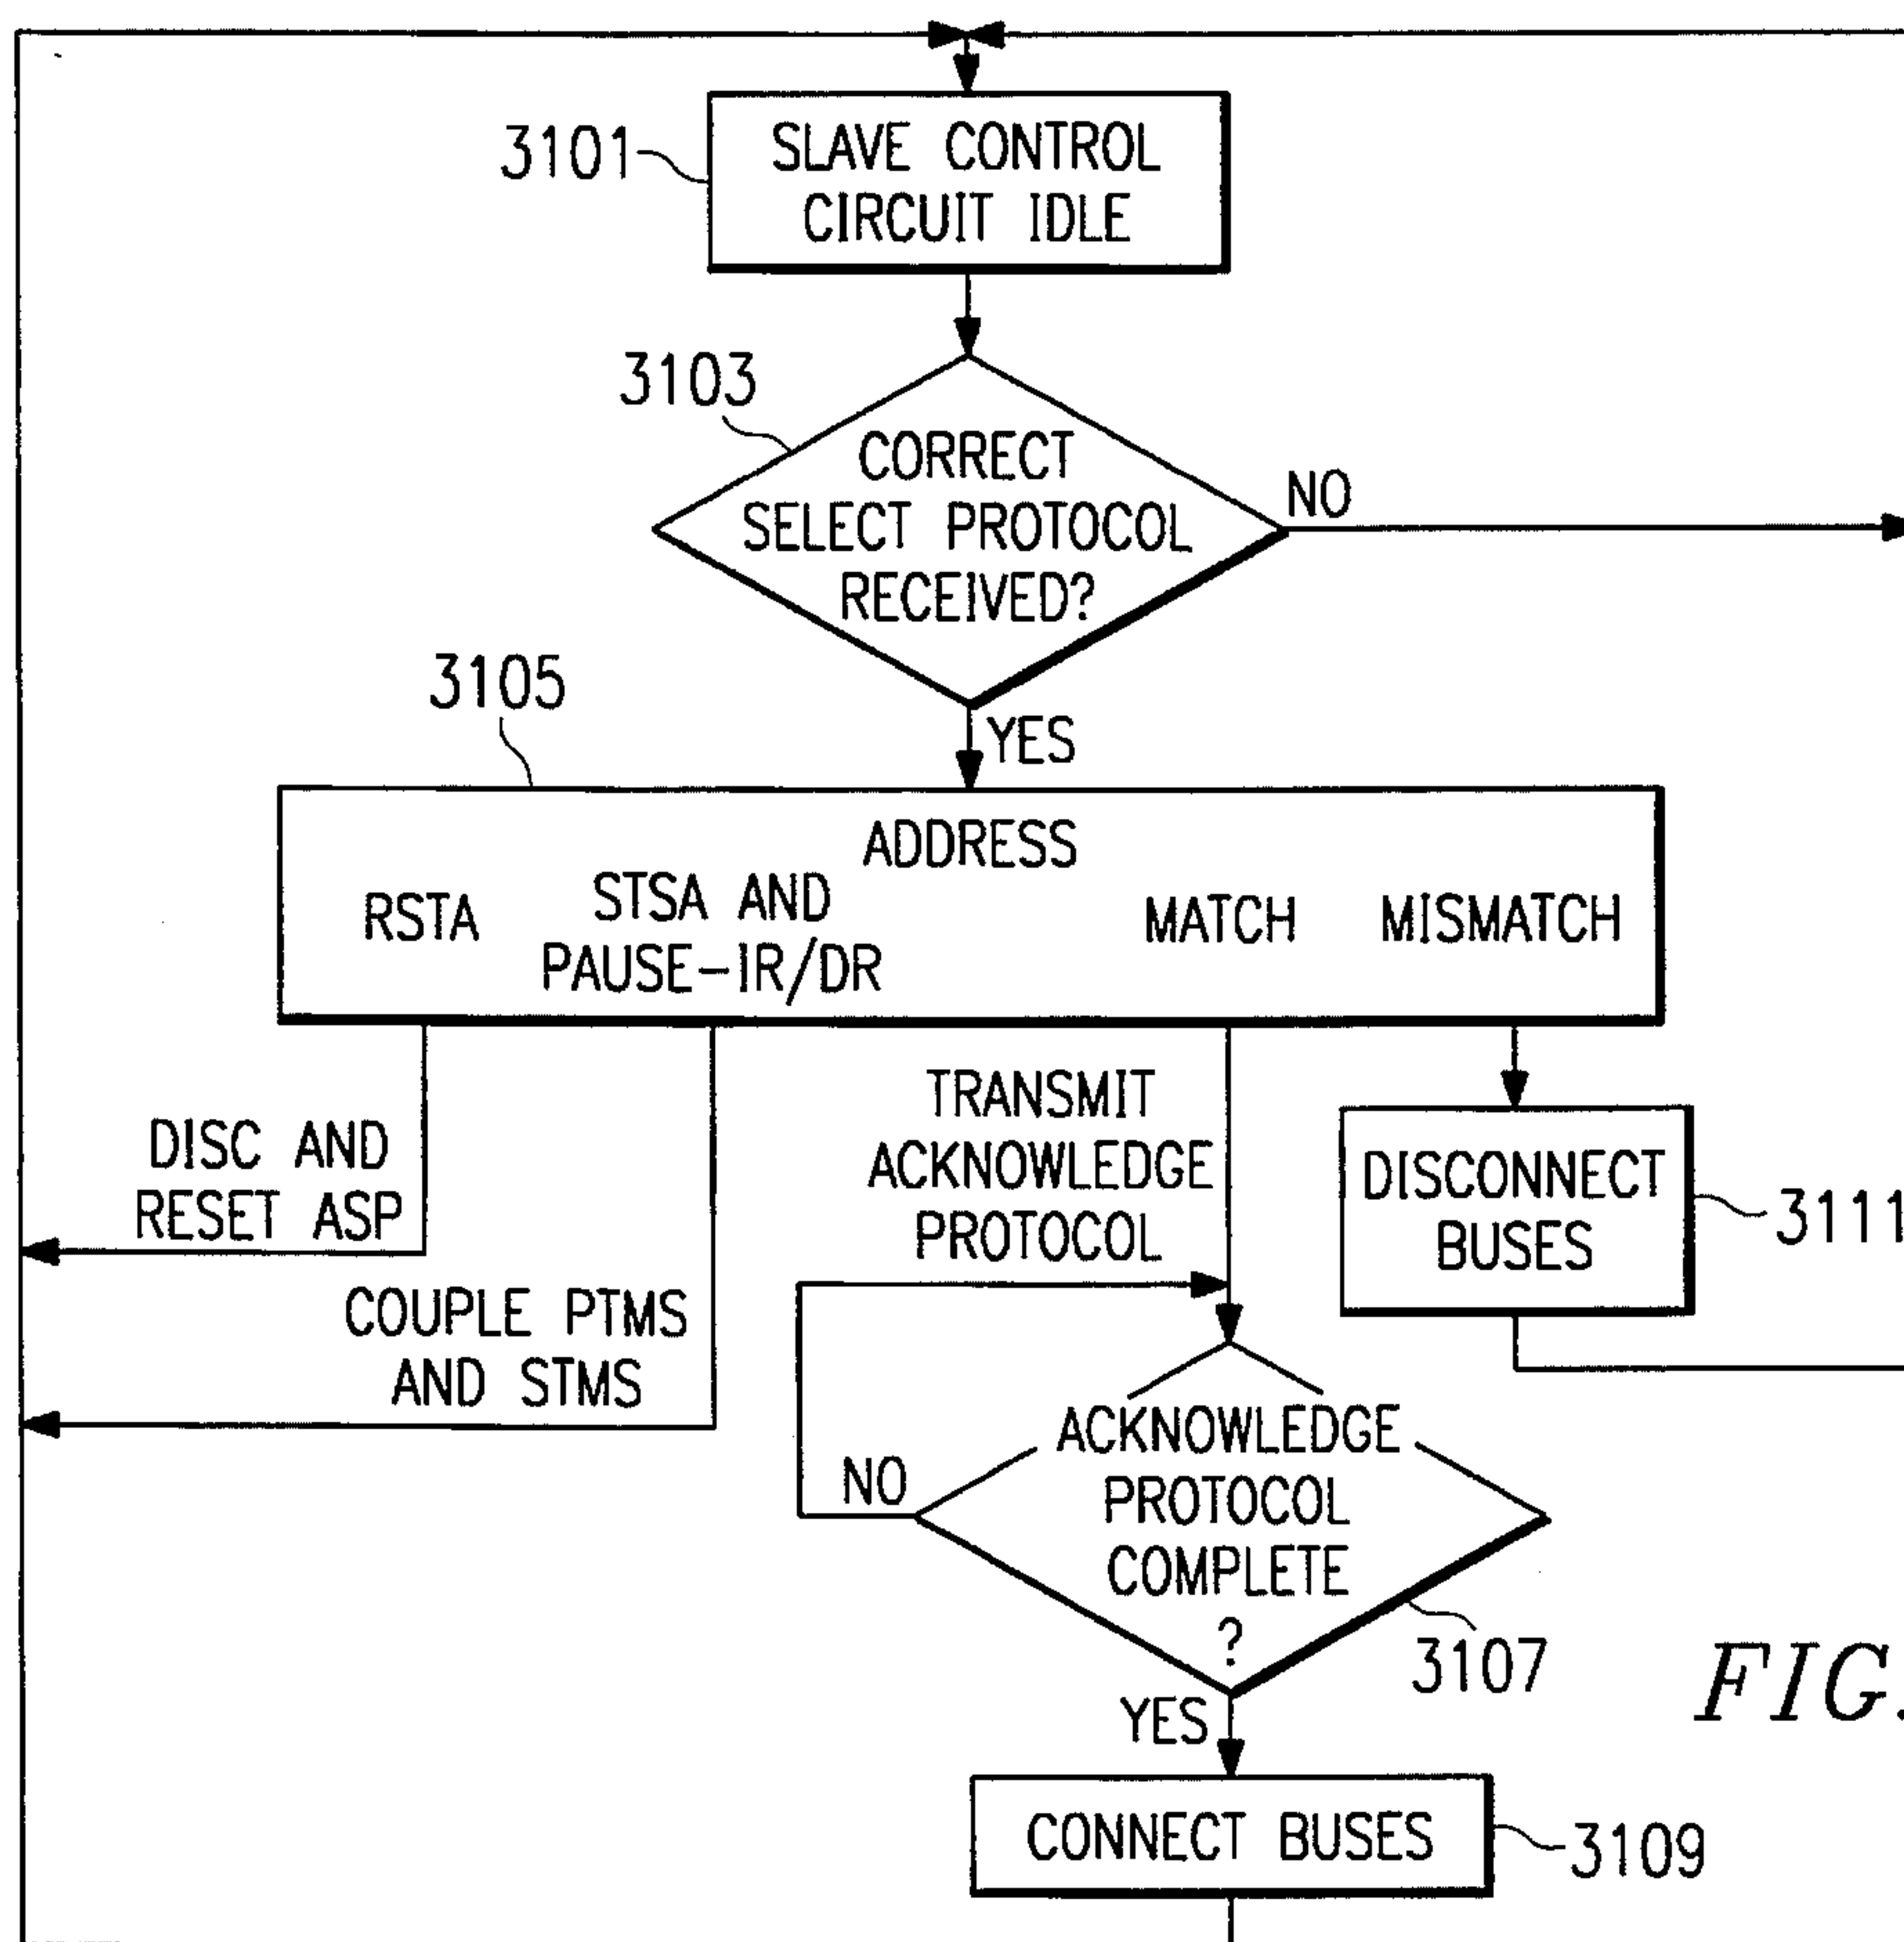 3101
SLAVE CONTROL
CIRCUIT IDLE
3103
CORRECT
SELECT PROTOCOL
RECEIVED?
NO
YES
3105
ADDRESS
RSTA
STSA AND
PAUSE-IR/DR
MATCH
MISMATCH
DISC AND
RESET ASP
COUPLE PTMS
AND STMS
TRANSMIT
ACKNOWLEDGE
PROTOCOL
DISCONNECT
BUSES
3111
NO
ACKNOWLEDGE
PROTOCOL
COMPLETE
?
3107
YES
CONNECT BUSES
3109
FIG.